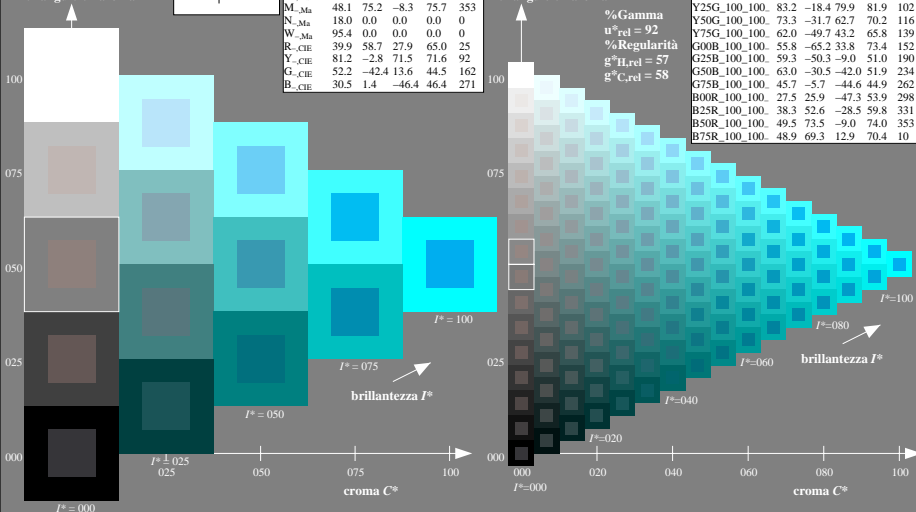 M–,Ma 48.1 75.2 −8.3 75.7 353
N–,Ma 18.0 0.0 0.0 0.0 0
W–,Ma 95.4 0.0 0.0 0.0 0
R–,CIE 39.9 58.7 27.9 65.0 25
Y–,CIE 81.2 −2.8 71.5 71.6 92
G–,CIE 52.2 −42.4 13.6 44.5 162
B–,CIE 30.5 1.4 −46.4 46.4 271
100
075
050
025
000
I* = 100
I* = 075
I* = 050
I* = 025
I* = 000
brillantezza I*
025
050
075
100
croma C*
%Gamma
u*rel = 92
%Regularità
g*H,rel = 57
g*C,rel = 58
Y25G_100_100_ 83.2 −18.4 79.9 81.9 102
Y50G_100_100_ 73.3 −31.7 62.7 70.2 116
Y75G_100_100_ 62.0 −49.7 43.2 65.8 139
G00B_100_100_ 55.8 −65.2 33.8 73.4 152
G25B_100_100_ 59.3 −50.3 −9.0 51.0 190
G50B_100_100_ 63.0 −30.5 −42.0 51.9 234
G75B_100_100_ 45.7 −5.7 −44.6 44.9 262
B00R_100_100_ 27.5 25.9 −47.3 53.9 298
B25R_100_100_ 38.3 52.6 −28.5 59.8 331
B50R_100_100_ 49.5 73.5 −9.0 74.0 353
B75R_100_100_ 48.9 69.3 12.9 70.4 10
100
075
050
025
000
I*=100
I*=080
I*=060
I*=040
I*=020
I*=000
brillantezza I*
020
040
060
080
100
croma C*